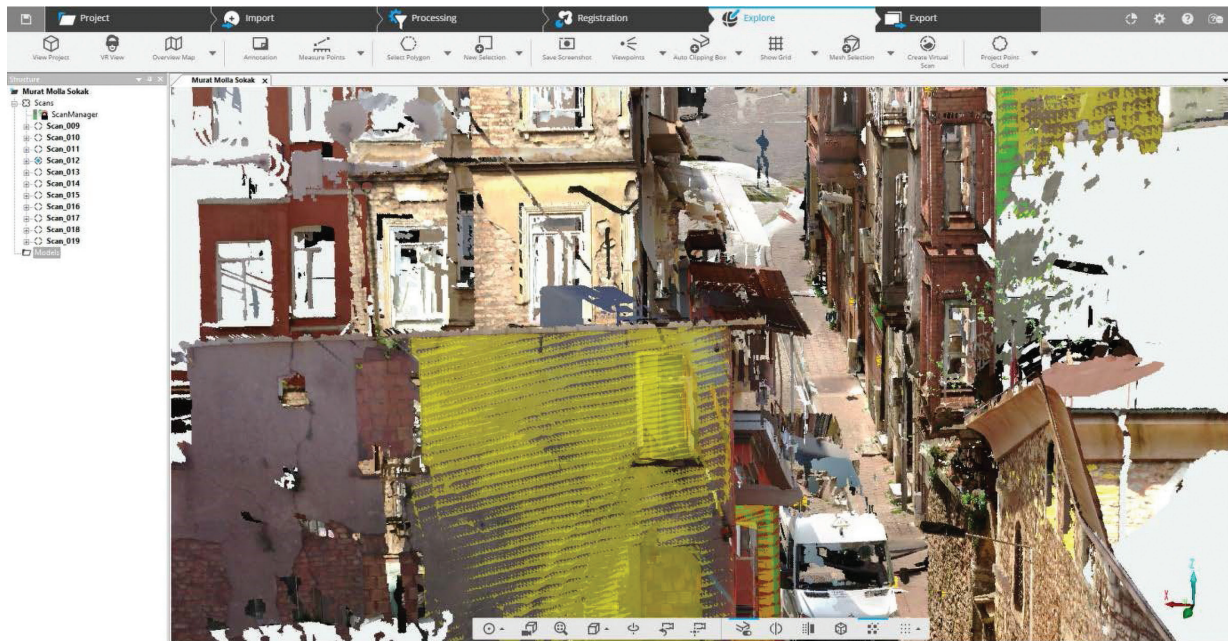 Project
Import
Processing
Registration
Explore
Export
View Project
VR View
Overview Map
Annotation
Measure Points
Select Polygon
New Selection
Save Screenshot
Viewpoints
Auto Clipping Box
Show Grid
Mesh Selection
Create Virtual
Scan
Project Point
Cloud
Structure
Murat Molla Sokak
Murat Molla Sokak x
Scans
ScanManager
Scan_009
Scan_010
Scan_011
Scan_012
Scan_013
Scan_014
Scan_015
Scan_016
Scan_017
Scan_018
Scan_019
Models
X
Z